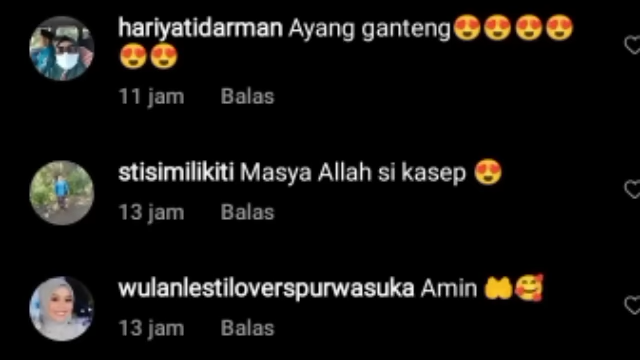 hariyatidarman Ayang ganteng😍😍😍😍
😍😍
11 jam Balas
stisimilikiti Masya Allah si kasep 😍
13 jam Balas
wulanlestiloverspurwasuka Amin 🤲🥰
13 jam Balas